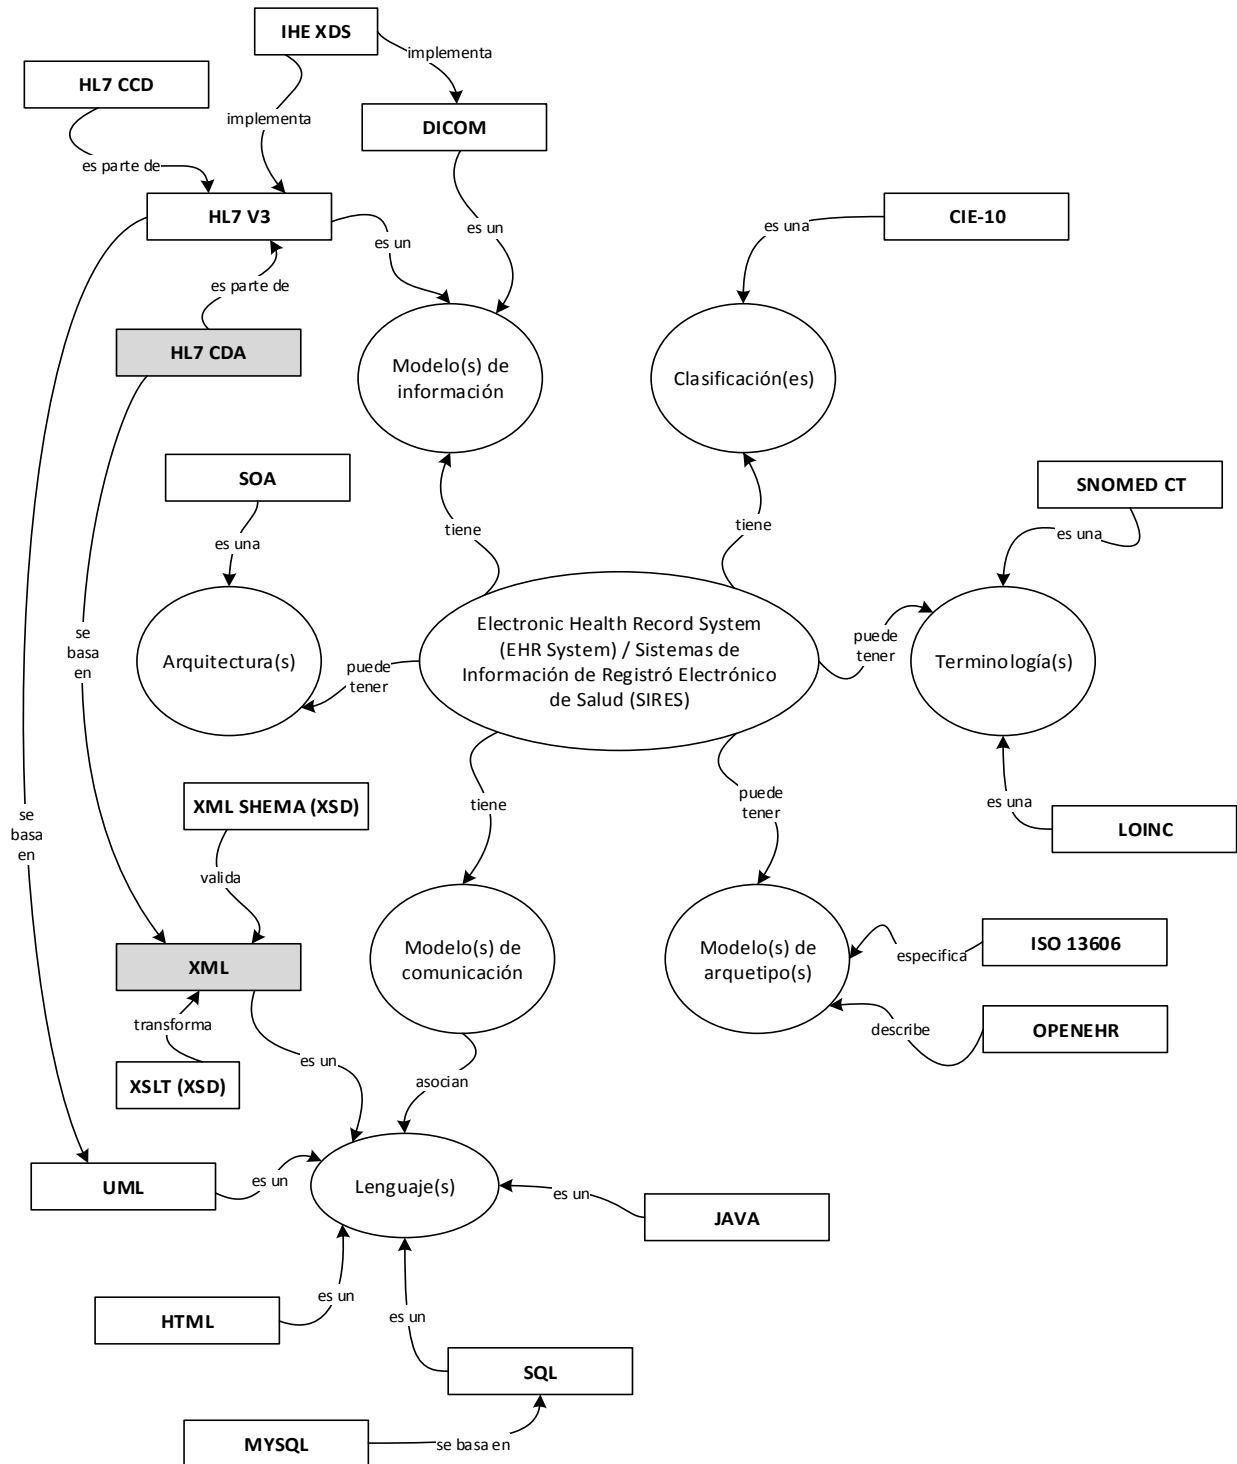 IHE XDS
implementa
HL7 CCD
implementa
DICOM
es parte de
HL7 V3
es un
es un
es una
CIE-10
es parte de
HL7 CDA
Modelo(s) de
información
Clasificación(es)
SOA
es una
tiene
tiene
SNOMED CT
es una
Arquitectura(s)
puede
tener
Electronic Health Record System
(EHR System) / Sistemas de
Información de Registró Electrónico
de Salud (SIRES)
puede
tener
Terminología(s)
se
basa
en
se
basa
en
XML SHEMA (XSD)
valida
tiene
puede
tener
es una
LOINC
XML
transforma
XSLT (XSD)
es un
Modelo(s) de
comunicación
Modelo(s) de
arquetipo(s)
especifica
ISO 13606
describe
OPENEHR
asocian
UML
es un
Lenguaje(s)
es un
JAVA
HTML
es un
es un
SQL
MYSQL
se basa en